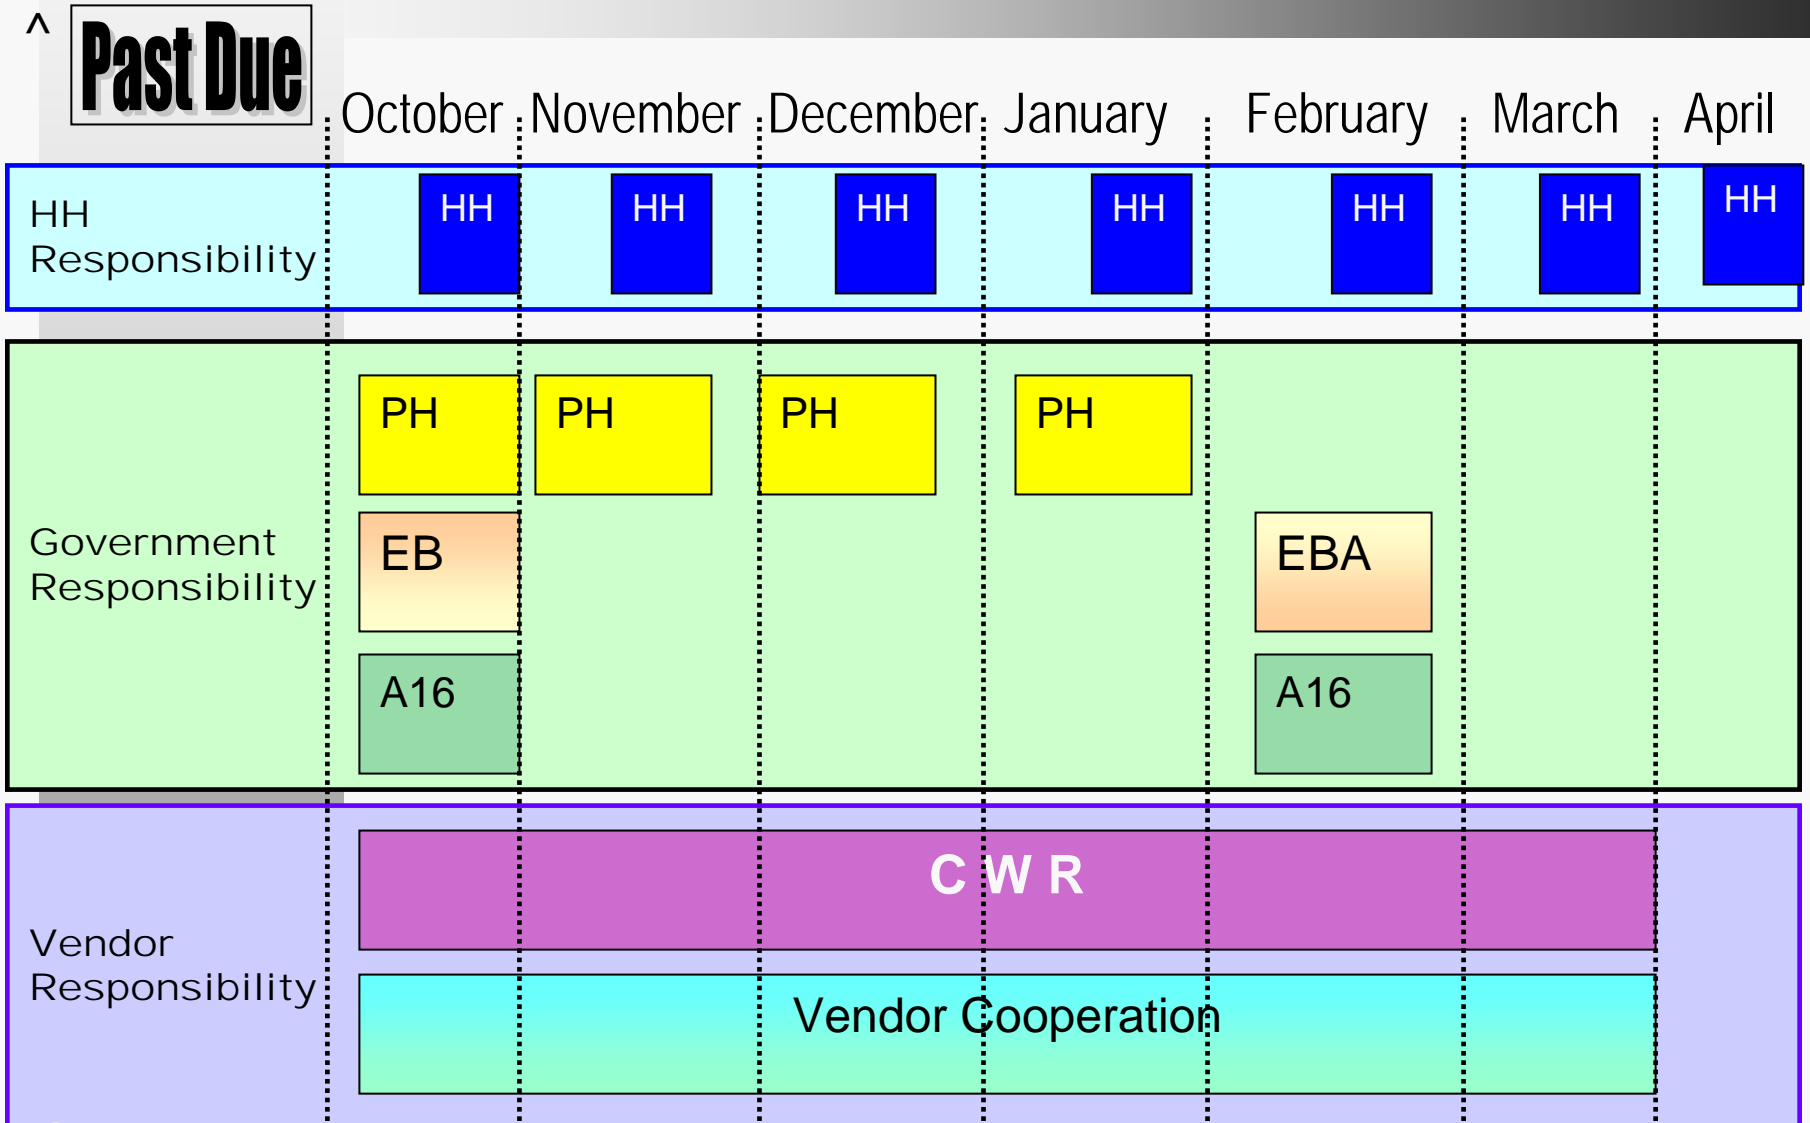 ^
Past Due
October November December January February March April
HH
Responsibility
HH HH HH HH HH HH HH
PH PH PH PH
Government
Responsibility
EB EBA
A16 A16
C W R
Vendor
Responsibility
Vendor Cooperation